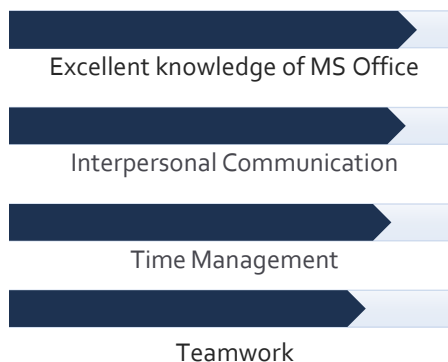 Excellent knowledge of MS Office
Interpersonal Communication
Time Management
Teamwork